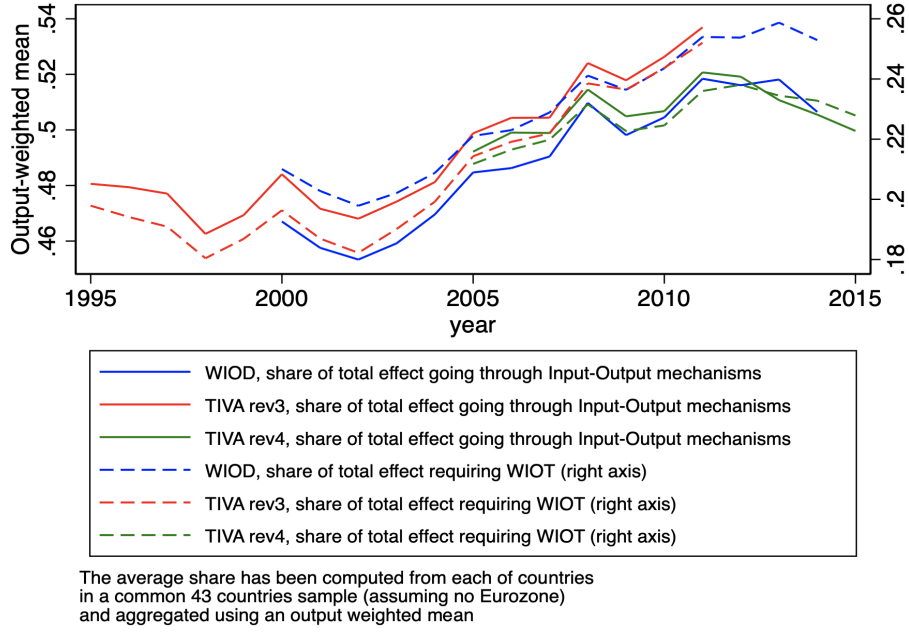 Output-weighted mean
.54
.52
.5
.48
.46
.26
.24
.22
.2
.18
1995 2000 2005 2010 2015
year
WIOD, share of total effect going through Input-Output mechanisms
TIVA rev3, share of total effect going through Input-Output mechanisms
TIVA rev4, share of total effect going through Input-Output mechanisms
WIOD, share of total effect requiring WIOT (right axis)
TIVA rev3, share of total effect requiring WIOT (right axis)
TIVA rev4, share of total effect requiring WIOT (right axis)
The average share has been computed from each of countries
in a common 43 countries sample (assuming no Eurozone)
and aggregated using an output weighted mean